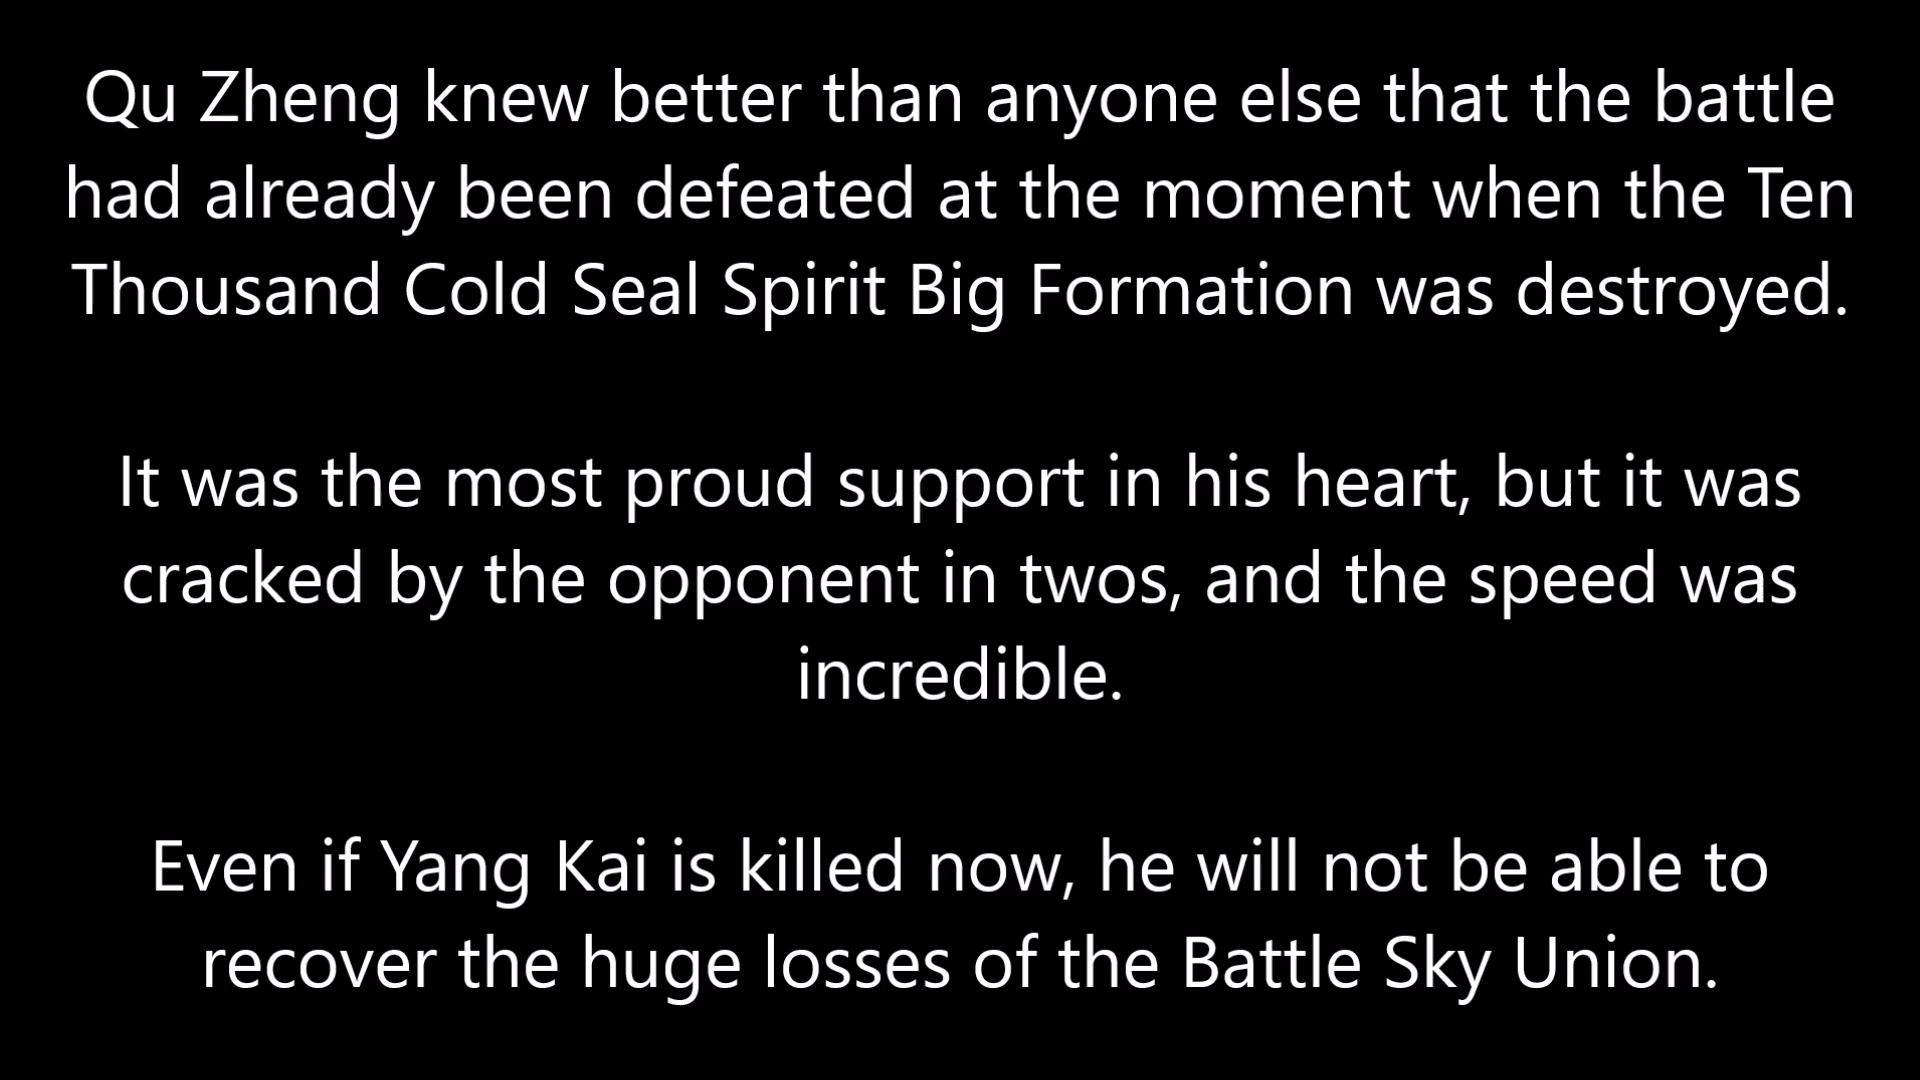 Qu Zheng knew better than anyone else that the battle
had already been defeated at the moment when the Ten
Thousand Cold Seal Spirit Big Formation was destroyed.
It was the most proud support in his heart, but it was
cracked by the opponent in twos, and the speed was
incredible.
Even if Yang Kai is killed now, he will not be able to
recover the huge losses of the Battle Sky Union.